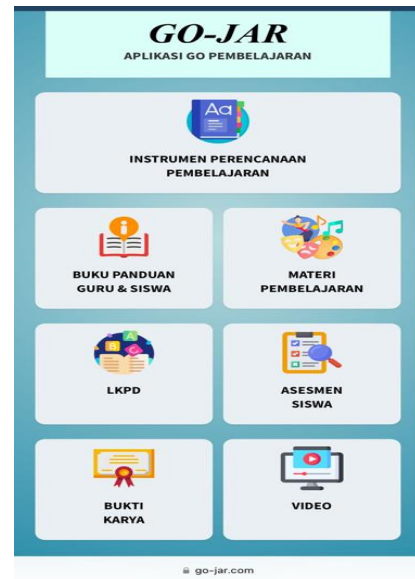 GO-JAR
APLIKASI GO PEMBELAJARAN
Aa
INSTRUMEN PERENCANAAN
PEMBELAJARAN
BUKU PANDUAN
GURU & SISWA
MATERI
PEMBELAJARAN
A
B
C
LKPD
ASESMEN
SISWA
BUKTI
KARYA
VIDEO
go-jar.com